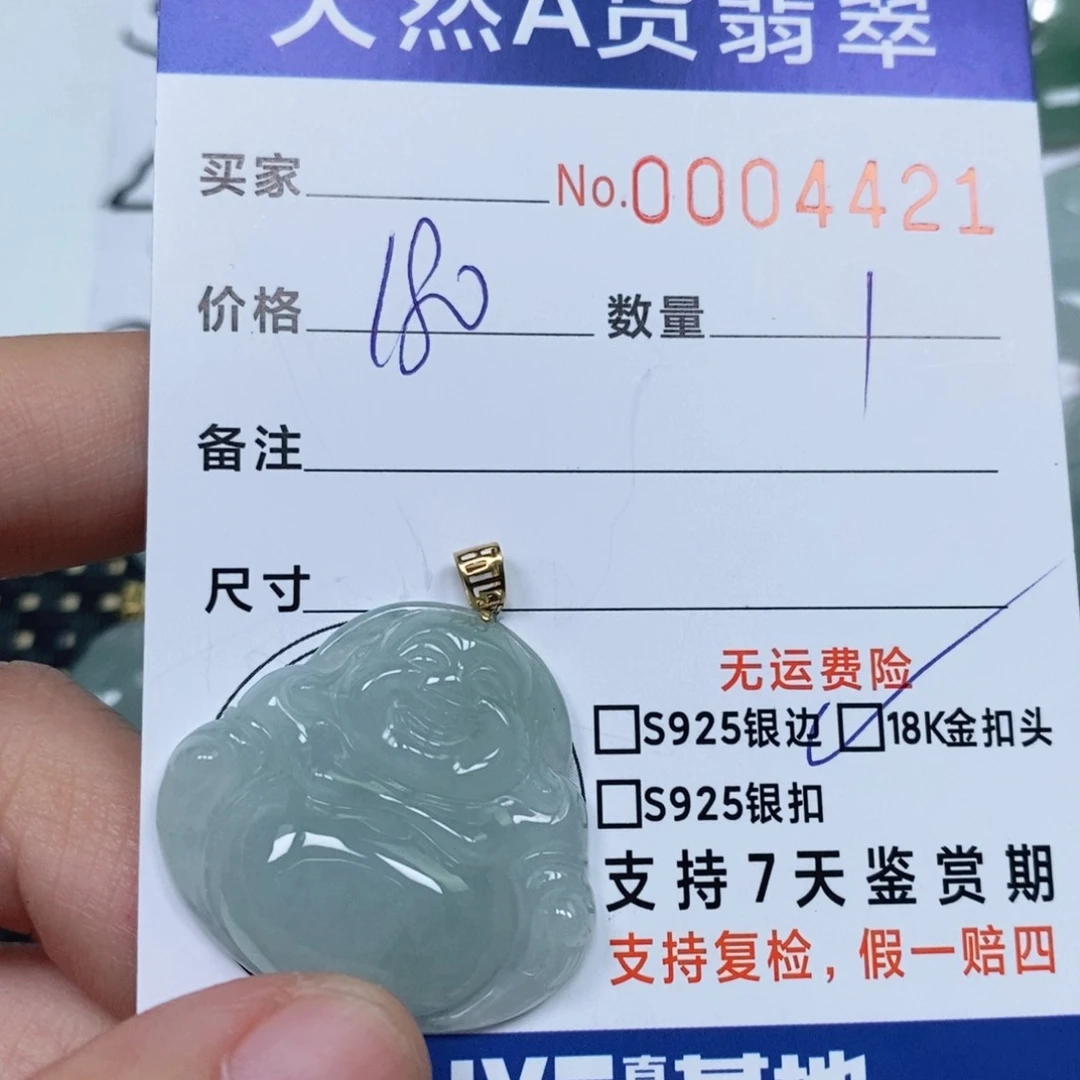 天然A货翡翠
买家 No.0004421
价格 180 数量 1
备注
尺寸
无运费险
□S925银边 □18K金扣头
□S925银扣
支持7天鉴赏期
支持复检，假一赔四
基地